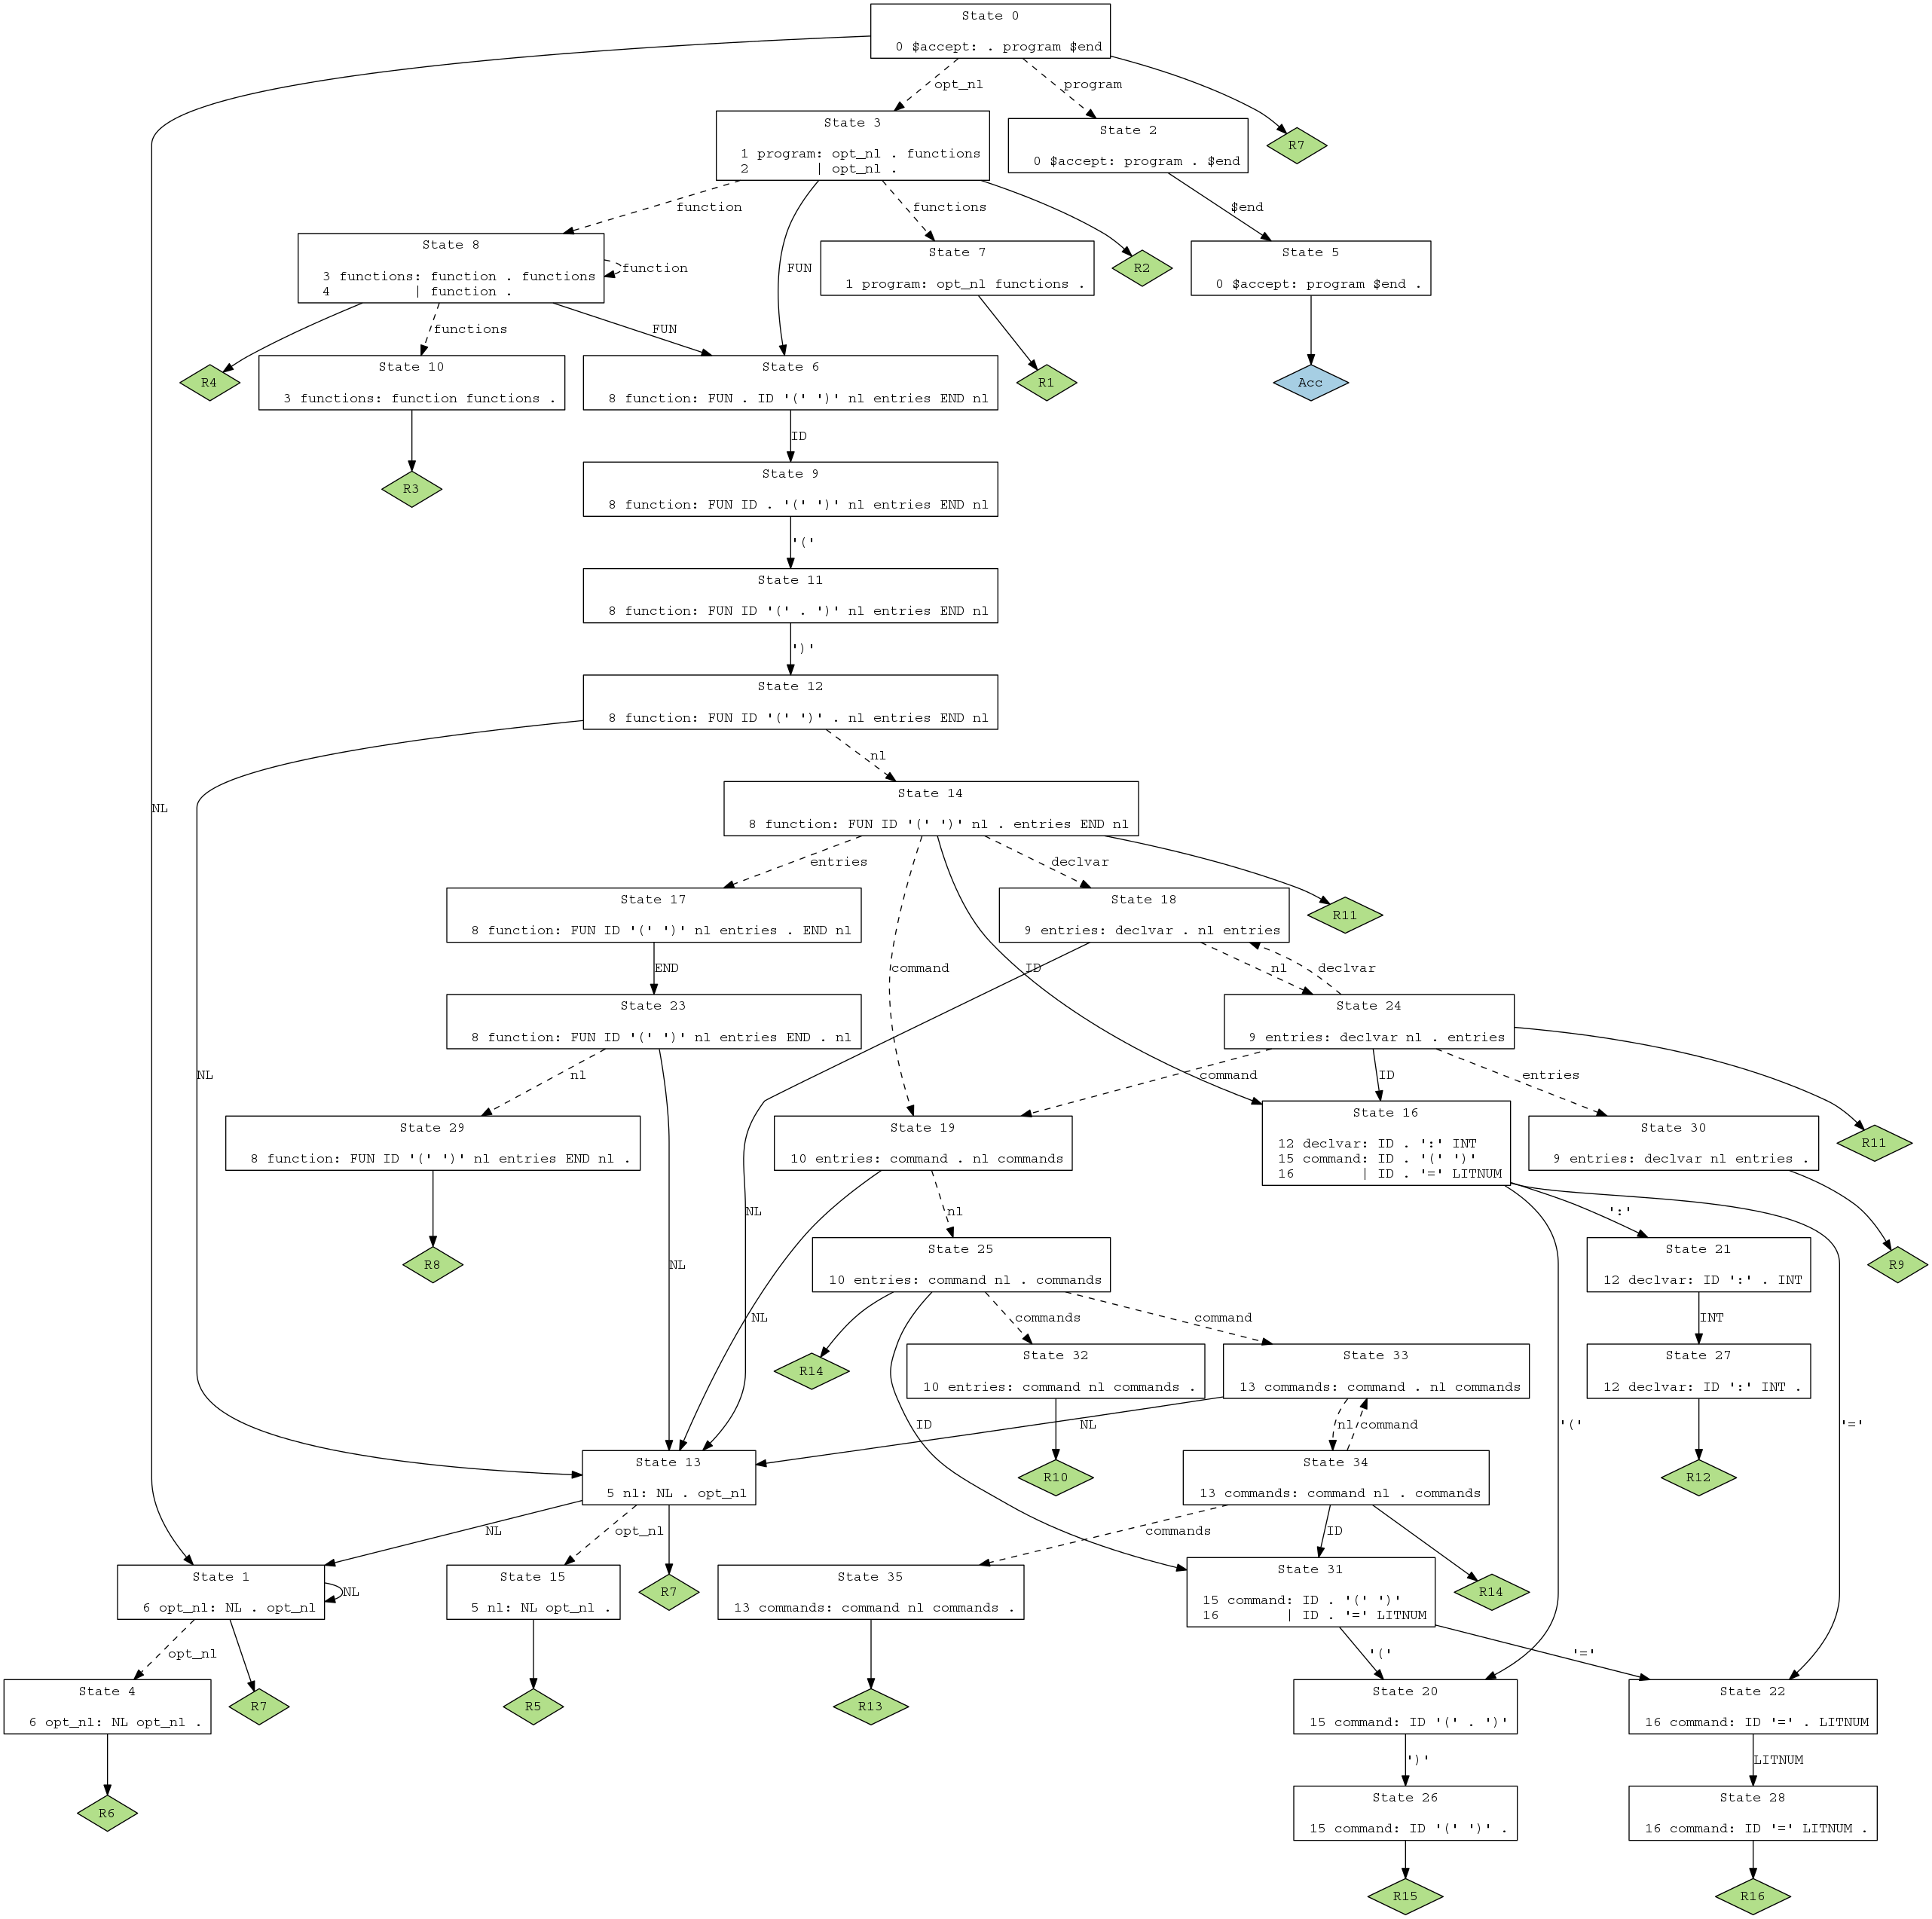 State 0
0 $accept: . program $end
opt_nl
program
State 3
1 program: opt_nl . functions
2        | opt_nl .
State 2
0 $accept: program . $end
R7
function
functions
$end
State 8
3 functions: function . functions
4          | function .
function
FUN
State 7
1 program: opt_nl functions .
R2
State 5
0 $accept: program $end .
functions
FUN
R4
State 10
3 functions: function functions .
State 6
8 function: FUN . ID '(' ')' nl entries END nl
R1
Acc
ID
R3
State 9
8 function: FUN ID . '(' ')' nl entries END nl
'('
State 11
8 function: FUN ID '(' . ')' nl entries END nl
')'
State 12
8 function: FUN ID '(' ')' . nl entries END nl
nl
NL
State 14
8 function: FUN ID '(' ')' nl . entries END nl
entries
declvar
State 17
8 function: FUN ID '(' ')' nl entries . END nl
State 18
9 entries: declvar . nl entries
R11
END
command
ID
nl
declvar
State 23
8 function: FUN ID '(' ')' nl entries END . nl
State 24
9 entries: declvar nl . entries
NL
nl
command
ID
entries
State 29
8 function: FUN ID '(' ')' nl entries END nl .
State 19
10 entries: command . nl commands
State 16
12 declvar: ID . ':' INT
15 command: ID . '(' ')'
16         | ID . '=' LITNUM
State 30
9 entries: declvar nl entries .
R11
NL
nl
':'
R8
NL
State 25
10 entries: command nl . commands
State 21
12 declvar: ID ':' . INT
R9
NL
commands
command
INT
R14
State 32
10 entries: command nl commands .
State 33
13 commands: command . nl commands
State 27
12 declvar: ID ':' INT .
ID
NL
nl
command
'('
'='
State 13
5 nl: NL . opt_nl
R10
State 34
13 commands: command nl . commands
R12
NL
opt_nl
commands
ID
State 1
6 opt_nl: NL . opt_nl
NL
State 15
5 nl: NL opt_nl .
R7
State 35
13 commands: command nl commands .
State 31
15 command: ID . '(' ')'
16         | ID . '=' LITNUM
R14
opt_nl
'('
'='
State 4
6 opt_nl: NL opt_nl .
R7
R5
R13
State 20
15 command: ID '(' . ')'
State 22
16 command: ID '=' . LITNUM
')'
LITNUM
R6
State 26
15 command: ID '(' ')' .
State 28
16 command: ID '=' LITNUM .
R15
R16